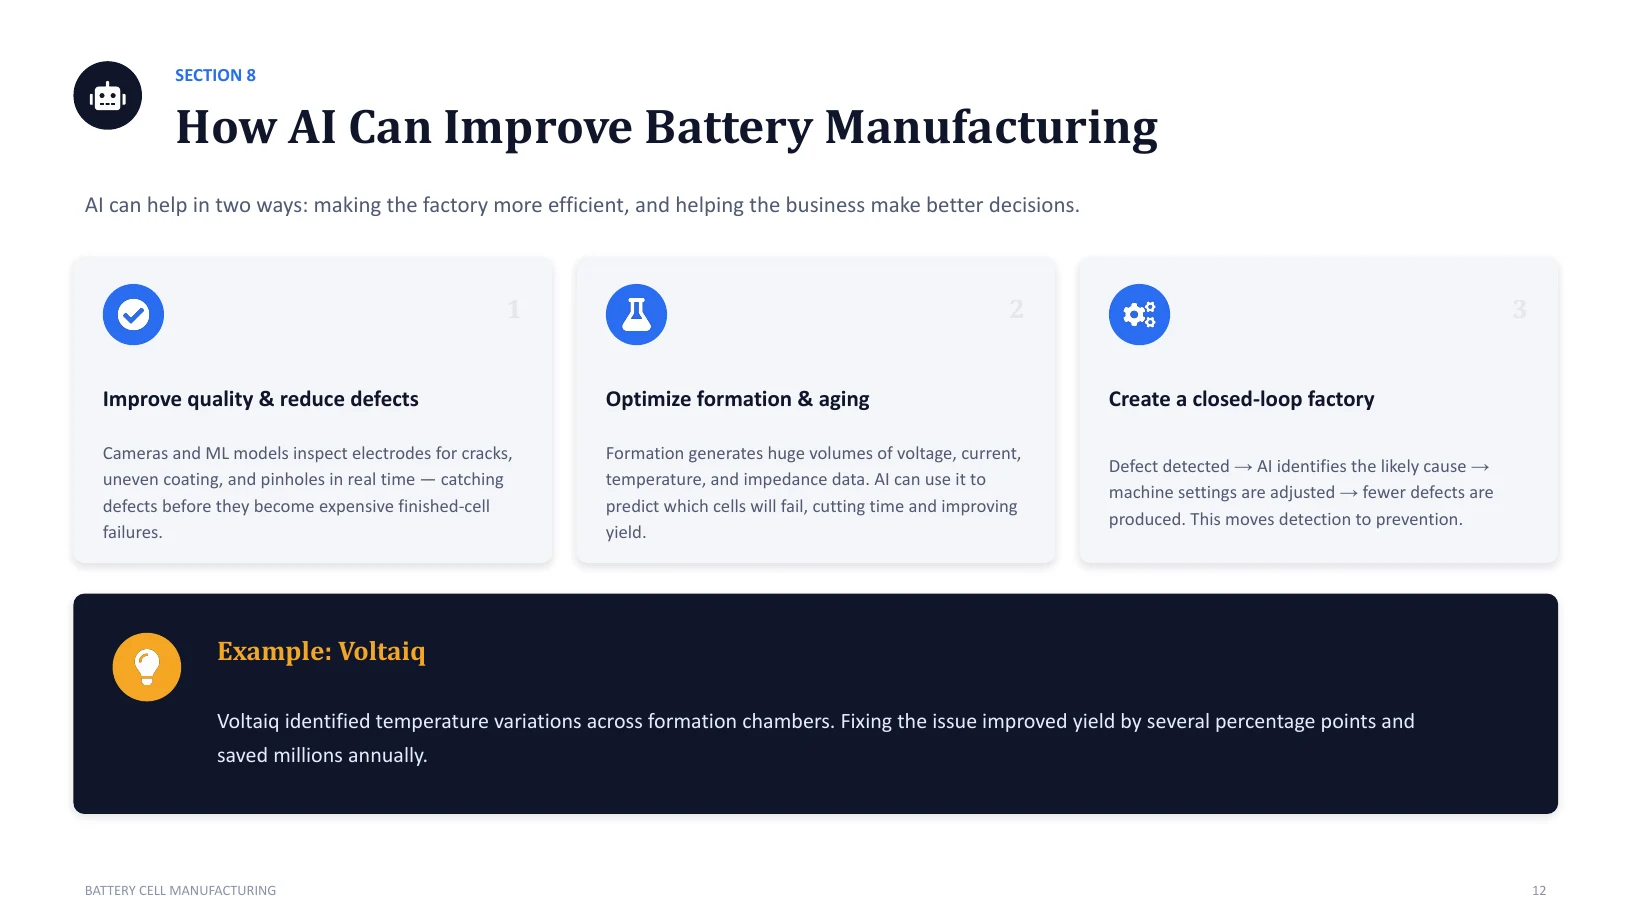 SECTION 8
How AI Can Improve Battery Manufacturing
AI can help in two ways: making the factory more efficient, and helping the business make better decisions.
1
Improve quality & reduce defects
Cameras and ML models inspect electrodes for cracks,
uneven coating, and pinholes in real time — catching
defects before they become expensive finished-cell
failures.
2
Optimize formation & aging
Formation generates huge volumes of voltage, current,
temperature, and impedance data. AI can use it to
predict which cells will fail, cutting time and improving
yield.
3
Create a closed-loop factory
Defect detected → AI identifies the likely cause →
machine settings are adjusted → fewer defects are
produced. This moves detection to prevention.
Example: Voltaiq
Voltaiq identified temperature variations across formation chambers. Fixing the issue improved yield by several percentage points and
saved millions annually.
BATTERY CELL MANUFACTURING
12